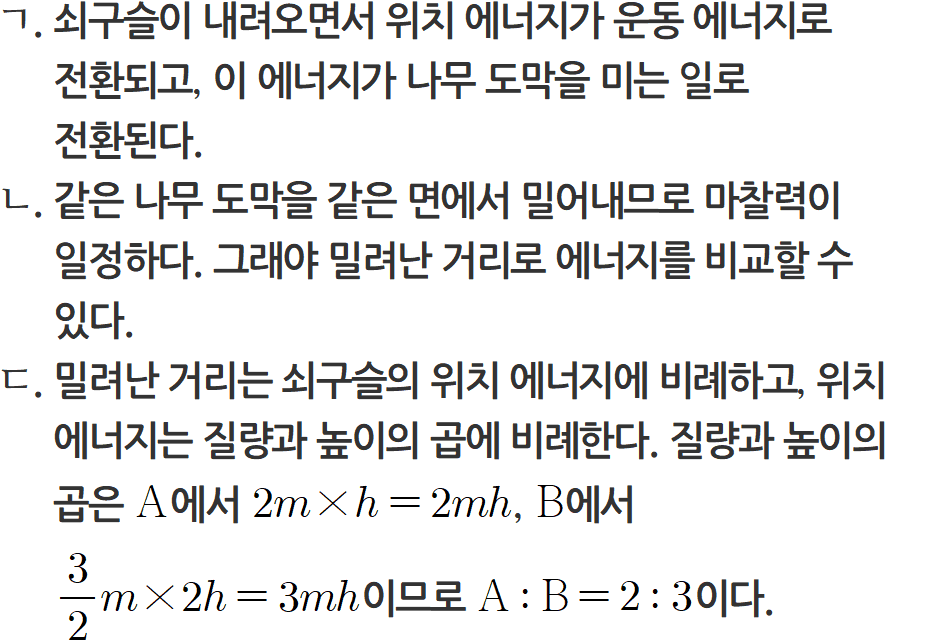 ㄱ. 쇠구슬이 내려오면서 위치 에너지가 운동 에너지로
전환되고, 이 에너지가 나무 도막을 미는 일로
전환된다.
ㄴ. 같은 나무 도막을 같은 면에서 밀어내므로 마찰력이
일정하다. 그래야 밀려난 거리로 에너지를 비교할 수
있다.
ㄷ. 밀려난 거리는 쇠구슬의 위치 에너지에 비례하고, 위치
에너지는 질량과 높이의 곱에 비례한다. 질량과 높이의
곱은 A에서 2m×h=2mh, B에서
3/2 m×2h=3mh이므로 A:B=2:3이다.